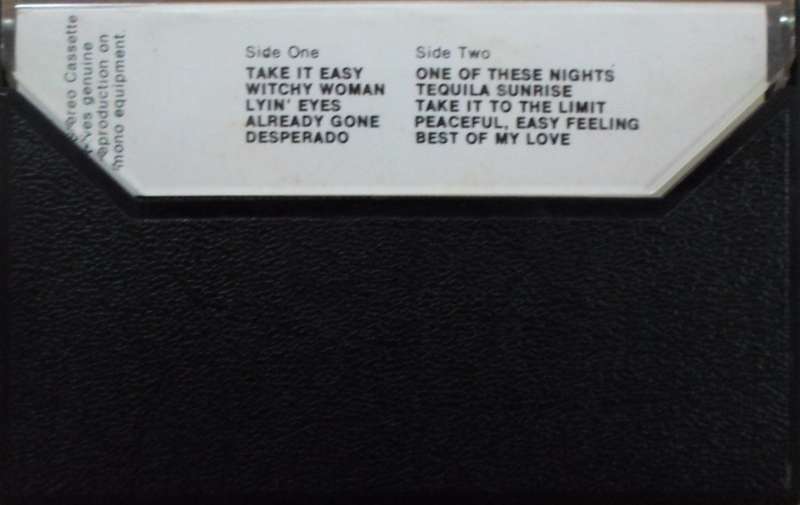 Side One
TAKE IT EASY
WITCHY WOMAN
LYIN' EYES
ALREADY GONE
DESPERADO
Side Two
ONE OF THESE NIGHTS
TEQUILA SUNRISE
TAKE IT TO THE LIMIT
PEACEFUL, EASY FEELING
BEST OF MY LOVE
Cassette
genuine
on
mono equipment.